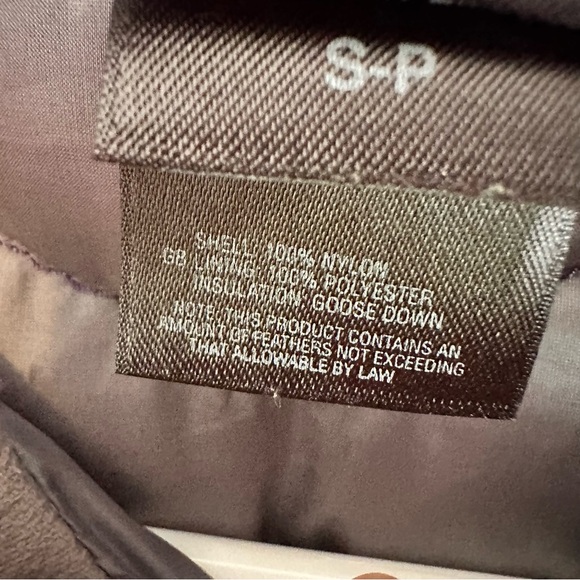 S-P
SHELL: 100% NYLON
GB LINING: 100% POLYESTER
INSULATION: GOOSE DOWN
NOTE: THIS PRODUCT CONTAINS AN
AMOUNT OF FEATHERS NOT EXCEEDING
THAT ALLOWABLE BY LAW